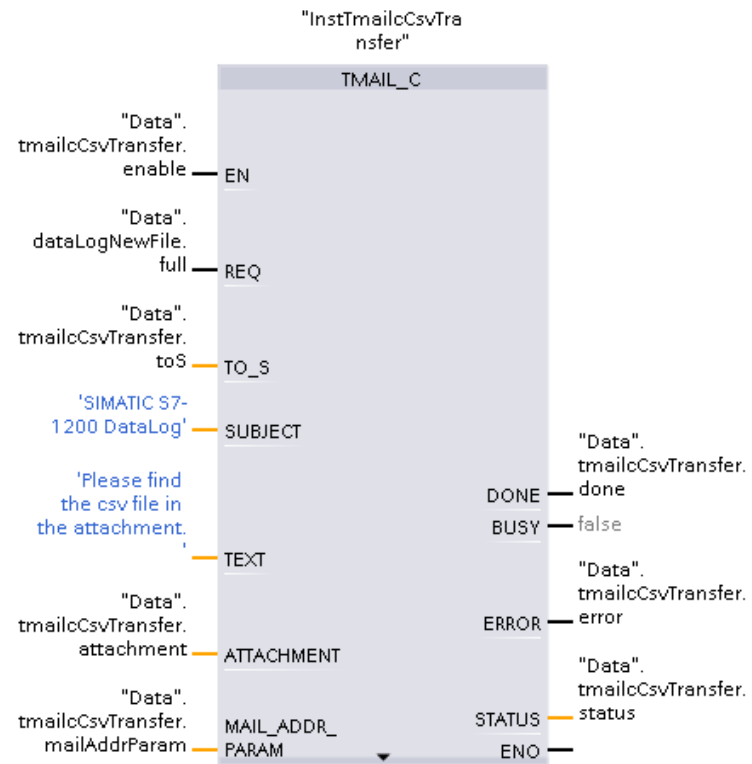 "InstTmailcCsvTra
nsfer"
TMAIL_C
"Data".
tmailcCsvTransfer.
enable
EN
"Data".
dataLogNewFile.
full
REQ
"Data".
tmailcCsvTransfer.
toS
TO_S
'SIMATIC S7-
1200 DataLog'
SUBJECT
'Please find
the csv file in
the attachment.
'
TEXT
"Data".
tmailcCsvTransfer.
attachment
ATTACHMENT
"Data".
tmailcCsvTransfer.
mailAddrParam
MAIL_ADDR_
PARAM
"Data".
tmailcCsvTransfer.
DONE
done
BUSY
false
"Data".
tmailcCsvTransfer.
ERROR
error
"Data".
tmailcCsvTransfer.
STATUS
status
ENO